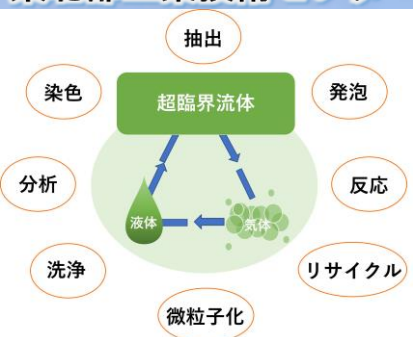 抽出
染色
超臨界流体
発泡
分析
液体
気体
反応
洗浄
リサイクル
微粒子化